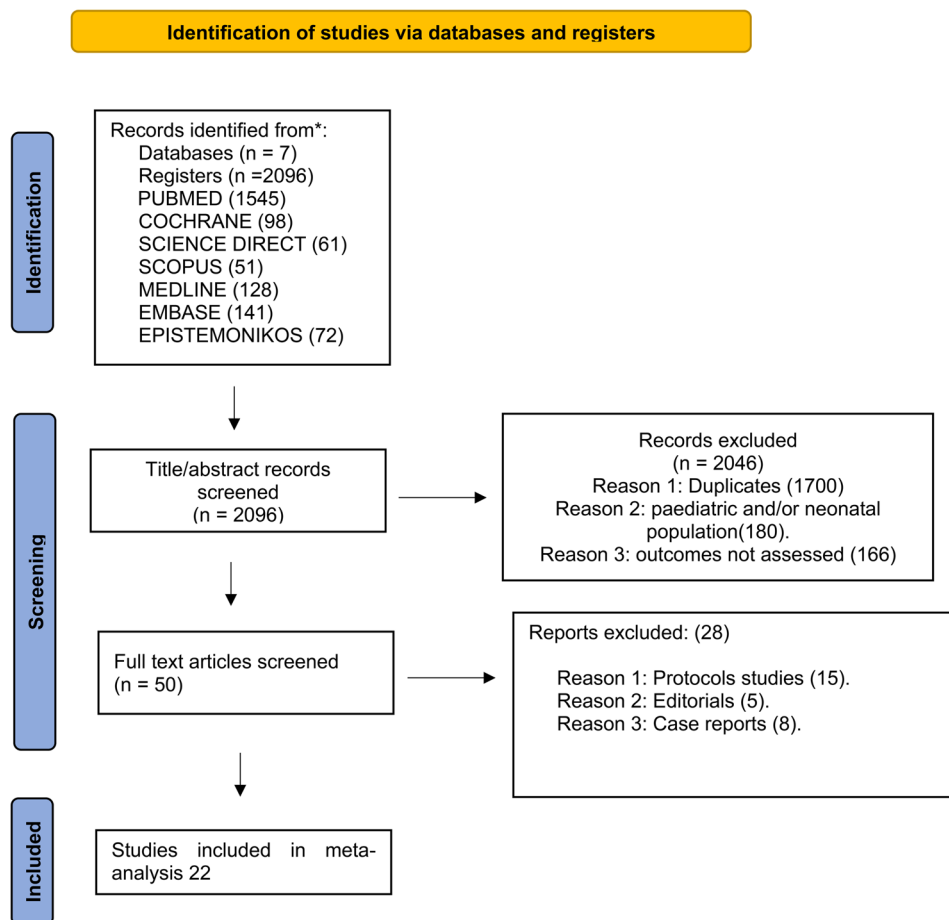 Identification of studies via databases and registers
Identification
Records identified from*:
Databases (n = 7)
Registers (n =2096)
PUBMED (1545)
COCHRANE (98)
SCIENCE DIRECT (61)
SCOPUS (51)
MEDLINE (128)
EMBASE (141)
EPISTEMONIKOS (72)
Screening
Title/abstract records
screened
(n = 2096)
Records excluded
(n = 2046)
Reason 1: Duplicates (1700)
Reason 2: paediatric and/or neonatal
population(180).
Reason 3: outcomes not assessed (166)
Full text articles screened
(n = 50)
Reports excluded: (28)
Reason 1: Protocols studies (15).
Reason 2: Editorials (5).
Reason 3: Case reports (8).
Included
Studies included in meta-
analysis 22